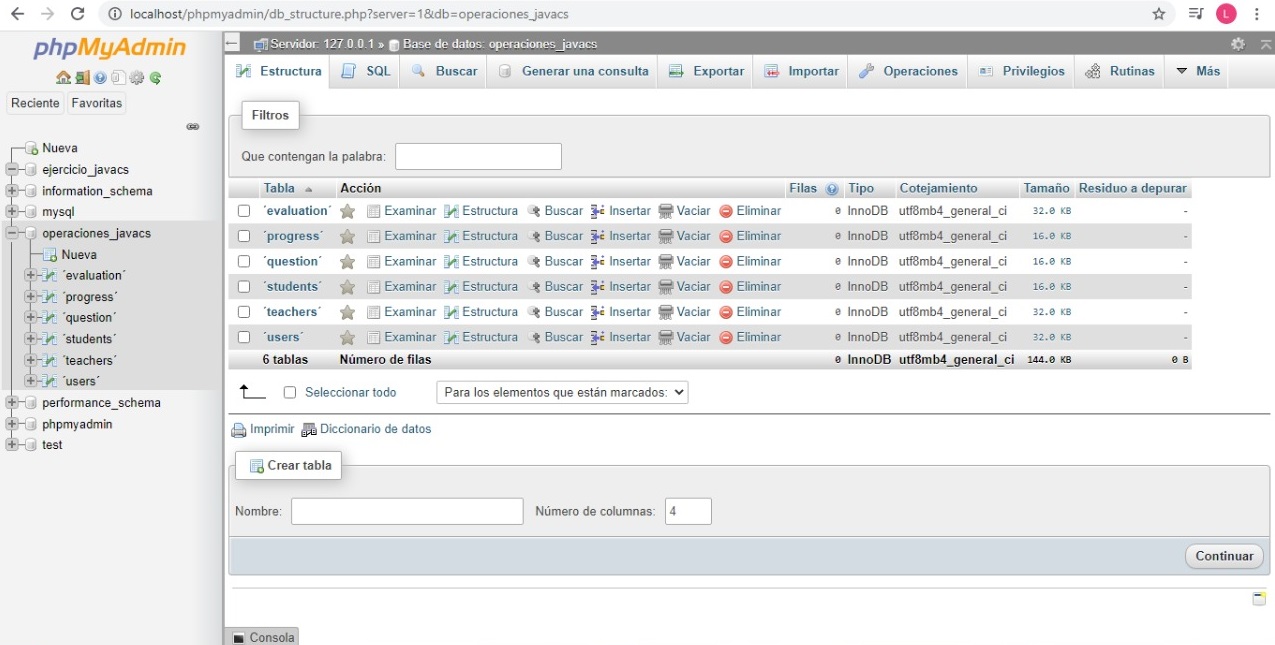 localhost/phpmyadmin/db_structure.php?server=1&db=operaciones_javacs
L
phpMyAdmin
Reciente Favoritas
Nueva
ejercicio_javacs
information_schema
mysql
operaciones_javacs
Nueva
´evaluation´
´progress´
´question´
´students´
´teachers´
´users´
performance_schema
phpmyadmin
test
Servidor: 127.0.0.1 » Base de datos: operaciones_javacs
Estructura SQL Buscar Generar una consulta Exportar Importar Operaciones Privilegios Rutinas Más
Filtros
Que contengan la palabra:
Tabla Acción Filas Tipo Cotejamiento Tamaño Residuo a depurar
´evaluation´ Examinar Estructura Buscar Insertar Vaciar Eliminar 0 InnoDB utf8mb4_general_ci 32.0 KB -
´progress´ Examinar Estructura Buscar Insertar Vaciar Eliminar 0 InnoDB utf8mb4_general_ci 16.0 KB -
´question´ Examinar Estructura Buscar Insertar Vaciar Eliminar 0 InnoDB utf8mb4_general_ci 16.0 KB -
´students´ Examinar Estructura Buscar Insertar Vaciar Eliminar 0 InnoDB utf8mb4_general_ci 16.0 KB -
´teachers´ Examinar Estructura Buscar Insertar Vaciar Eliminar 0 InnoDB utf8mb4_general_ci 32.0 KB -
´users´ Examinar Estructura Buscar Insertar Vaciar Eliminar 0 InnoDB utf8mb4_general_ci 32.0 KB -
6 tablas Número de filas 0 InnoDB utf8mb4_general_ci 144.0 KB 0 B
Seleccionar todo Para los elementos que están marcados:
Imprimir Diccionario de datos
Crear tabla
Nombre: Número de columnas: 4
Continuar
Consola